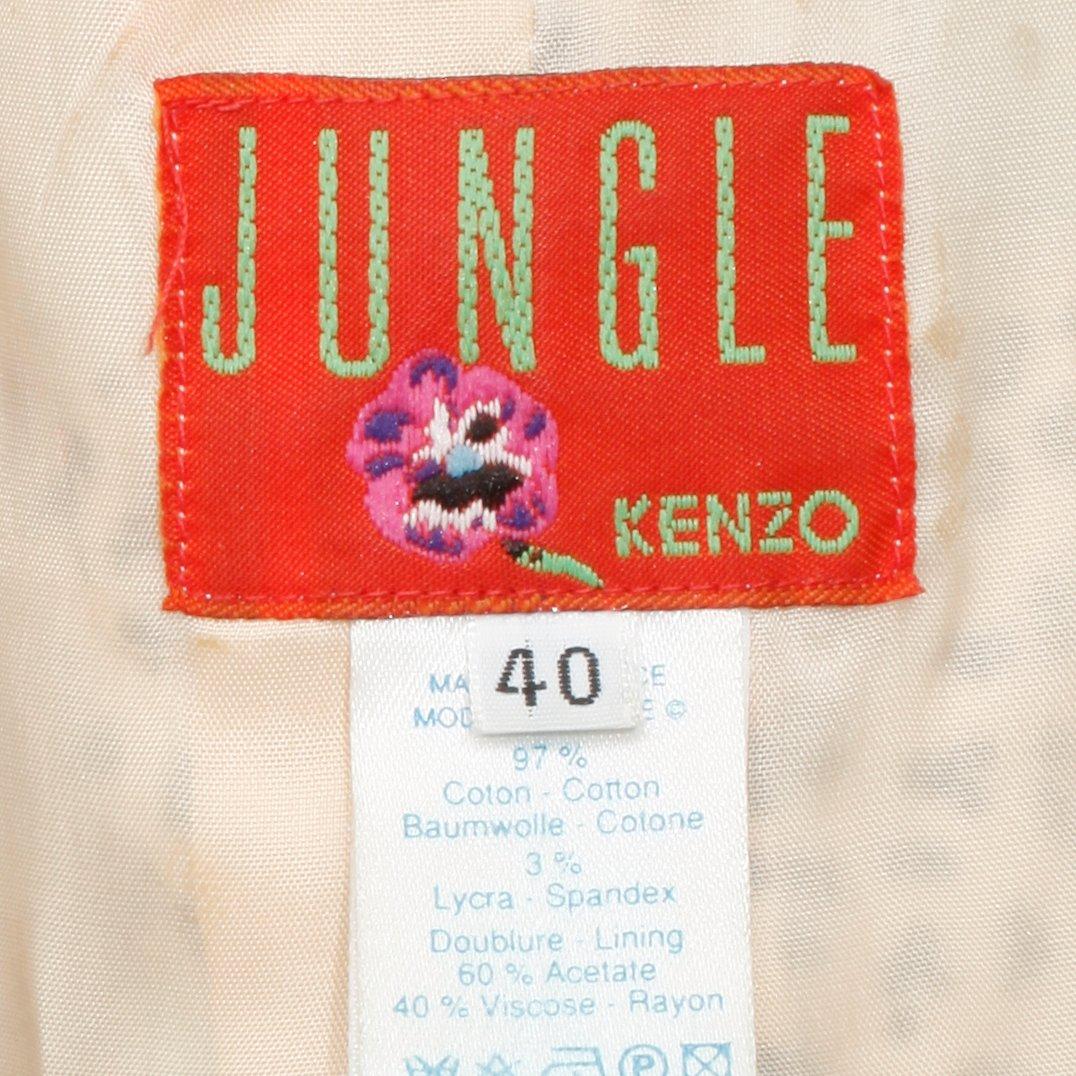 JUNGLE
KENZO
40
97 %
Coton - Cotton
Baumwolle - Cotone
3 %
Lycra - Spandex
Doublure - Lining
60 % Acetate
40 % Viscose - Rayon
P